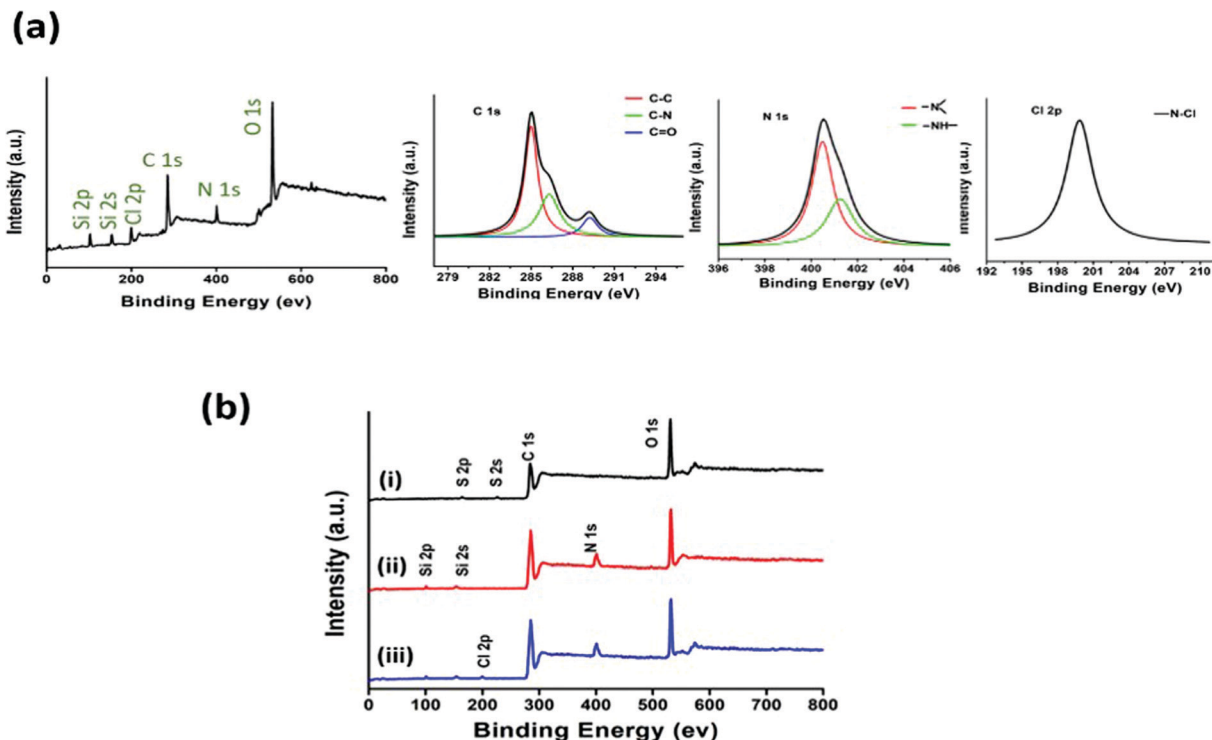 (a)
Si 2p
Si 2s
Cl 2p
C 1s
N 1s
O 1s
Intensity (a.u.)
0 200 400 600 800
Binding Energy (ev)
C 1s
C-C
C-N
C=O
Intensity (a.u.)
279 282 285 288 291 294
Binding Energy (eV)
N 1s
-N<
-NH-
Intensity (a.u.)
396 398 400 402 404 406
Binding Energy (eV)
Cl 2p
N-Cl
Intensity (a.u.)
192 195 198 201 204 207 210
Binding Energy (eV)
(b)
(i)
S 2p
S 2s
C 1s
O 1s
(ii)
Si 2p
Si 2s
N 1s
(iii)
Cl 2p
Intensity (a.u.)
0 100 200 300 400 500 600 700 800
Binding Energy (ev)